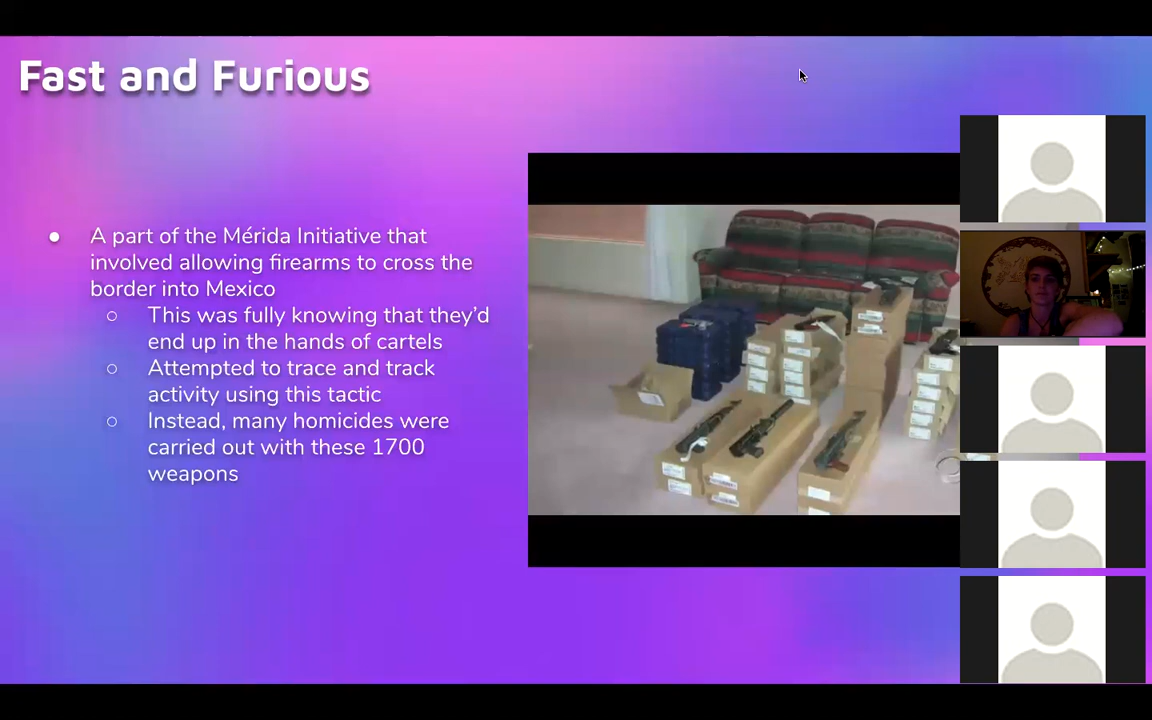 Fast and Furious
● A part of the Mérida Initiative that
involved allowing firearms to cross the
border into Mexico
○ This was fully knowing that they'd
end up in the hands of cartels
○ Attempted to trace and track
activity using this tactic
○ Instead, many homicides were
carried out with these 1700
weapons